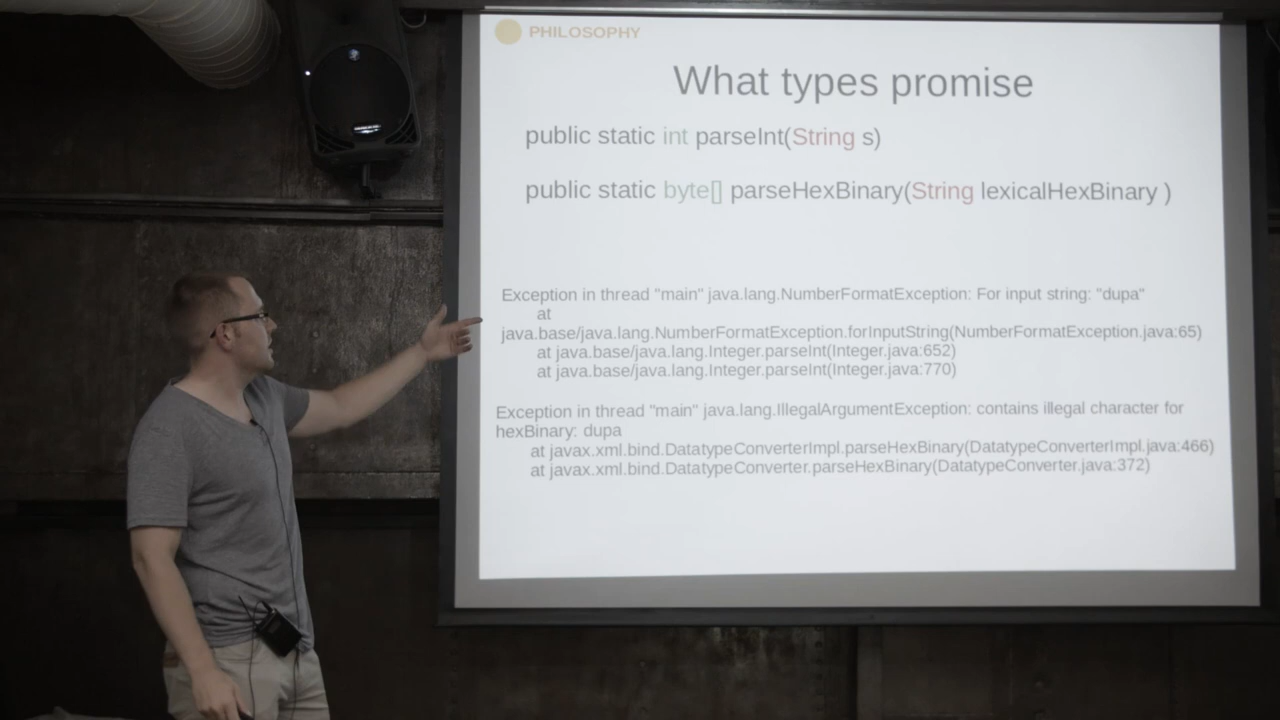 PHILOSOPHY
What types promise
public static int parseInt(String s)
public static byte[] parseHexBinary(String lexicalHexBinary )
Exception in thread "main" java.lang.NumberFormatException: For input string: "dupa"
at
java.base/java.lang.NumberFormatException.forInputString(NumberFormatException.java:65)
at java.base/java.lang.Integer.parseInt(Integer.java:652)
at java.base/java.lang.Integer.parseInt(Integer.java:770)
Exception in thread "main" java.lang.IllegalArgumentException: contains illegal character for
hexBinary: dupa
at javax.xml.bind.DatatypeConverterImpl.parseHexBinary(DatatypeConverterImpl.java:466)
at javax.xml.bind.DatatypeConverter.parseHexBinary(DatatypeConverter.java:372)